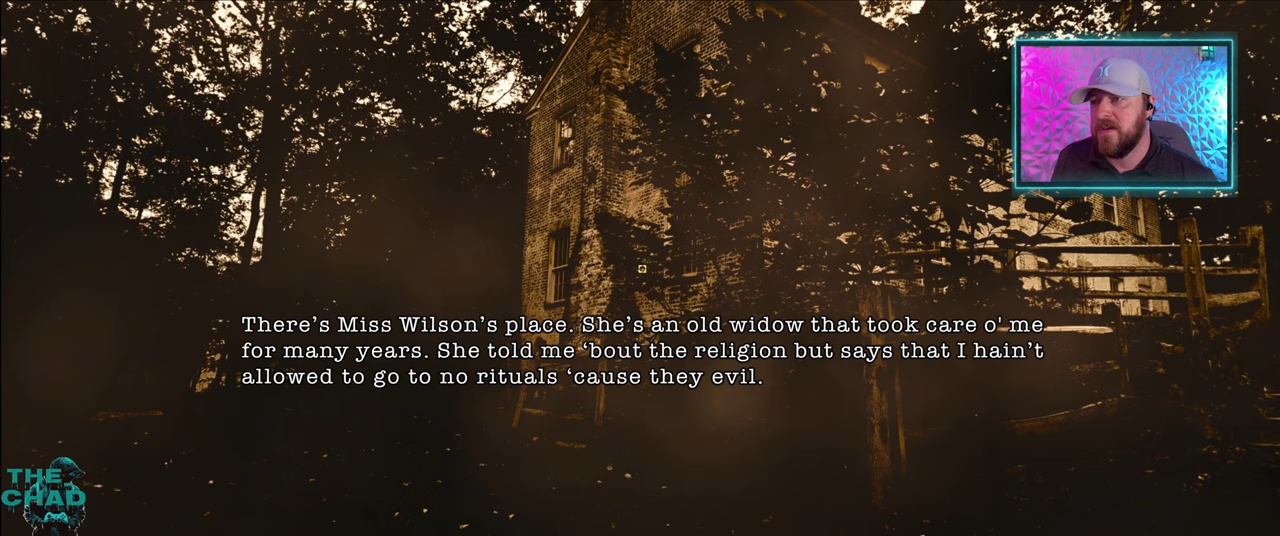 There’s Miss Wilson’s place. She’s an old widow that took care o' me
for many years. She told me ‘bout the religion but says that I hain’t
allowed to go to no rituals ‘cause they evil.
THE
CHAD